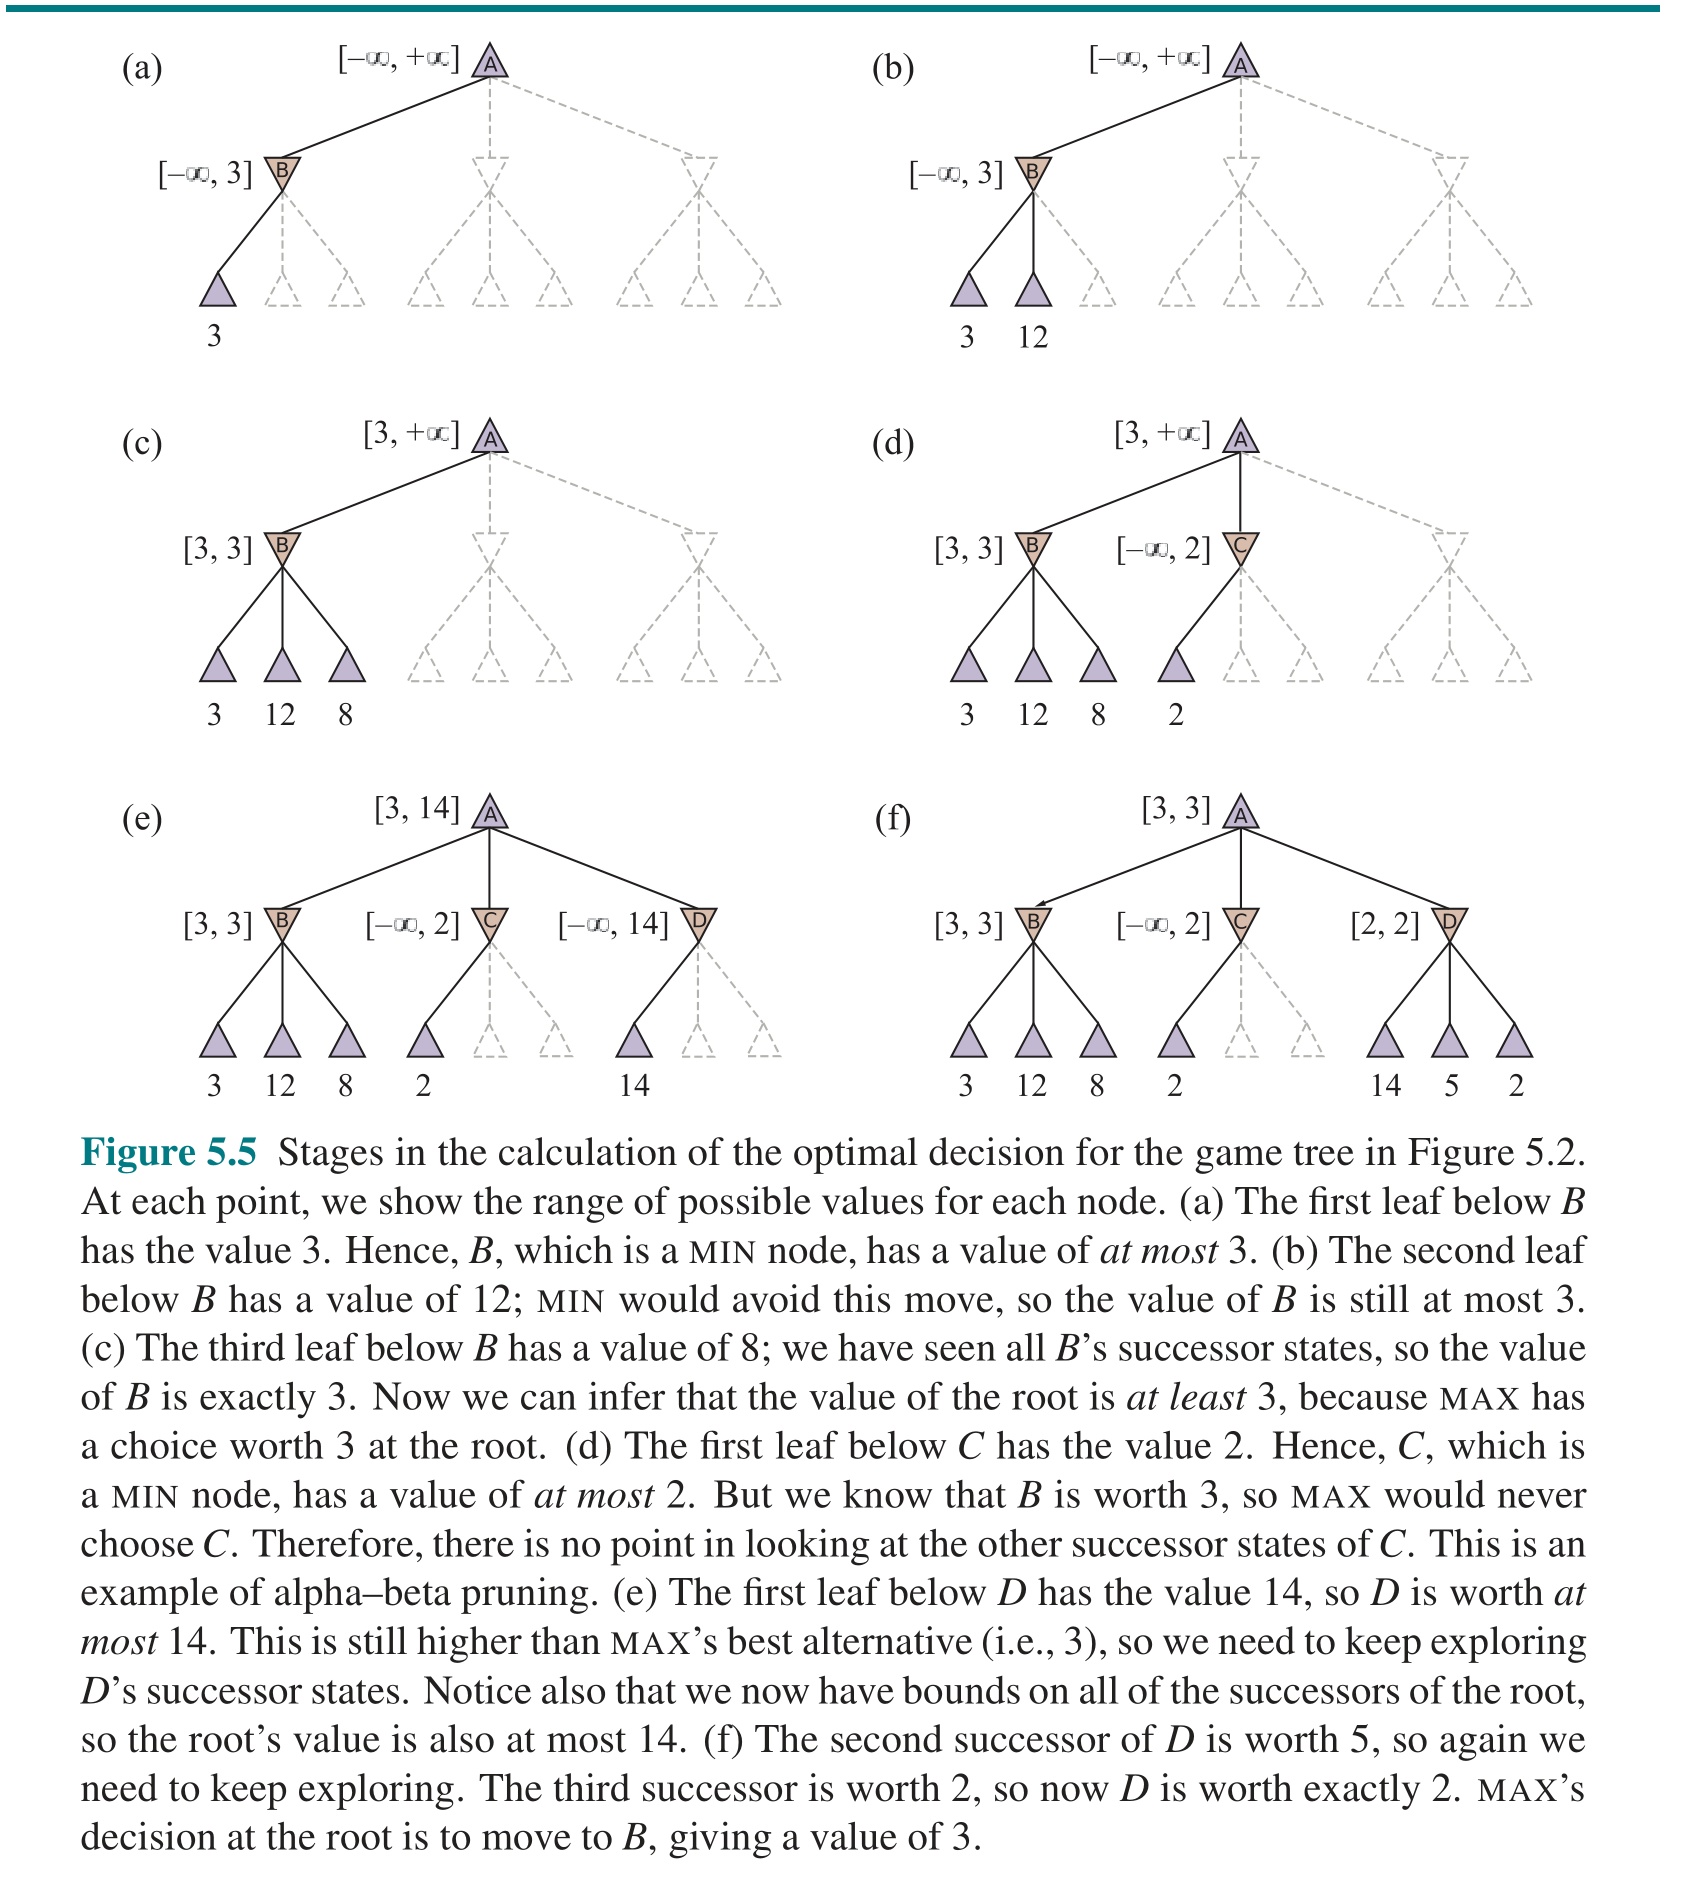 (a) [−∞, +∞] A
[−∞, 3] B
3
(b) [−∞, +∞] A
[−∞, 3] B
3 12
(c) [3, +∞] A
[3, 3] B
3 12 8
(d) [3, +∞] A
[3, 3] B [−∞, 2] C
3 12 8 2
(e) [3, 14] A
[3, 3] B [−∞, 2] C [−∞, 14] D
3 12 8 2 14
(f) [3, 3] A
[3, 3] B [−∞, 2] C [2, 2] D
3 12 8 2 14 5 2
Figure 5.5 Stages in the calculation of the optimal decision for the game tree in Figure 5.2.
At each point, we show the range of possible values for each node. (a) The first leaf below B
has the value 3. Hence, B, which is a MIN node, has a value of at most 3. (b) The second leaf
below B has a value of 12; MIN would avoid this move, so the value of B is still at most 3.
(c) The third leaf below B has a value of 8; we have seen all B’s successor states, so the value
of B is exactly 3. Now we can infer that the value of the root is at least 3, because MAX has
a choice worth 3 at the root. (d) The first leaf below C has the value 2. Hence, C, which is
a MIN node, has a value of at most 2. But we know that B is worth 3, so MAX would never
choose C. Therefore, there is no point in looking at the other successor states of C. This is an
example of alpha–beta pruning. (e) The first leaf below D has the value 14, so D is worth at
most 14. This is still higher than MAX’s best alternative (i.e., 3), so we need to keep exploring
D’s successor states. Notice also that we now have bounds on all of the successors of the root,
so the root’s value is also at most 14. (f) The second successor of D is worth 5, so again we
need to keep exploring. The third successor is worth 2, so now D is worth exactly 2. MAX’s
decision at the root is to move to B, giving a value of 3.